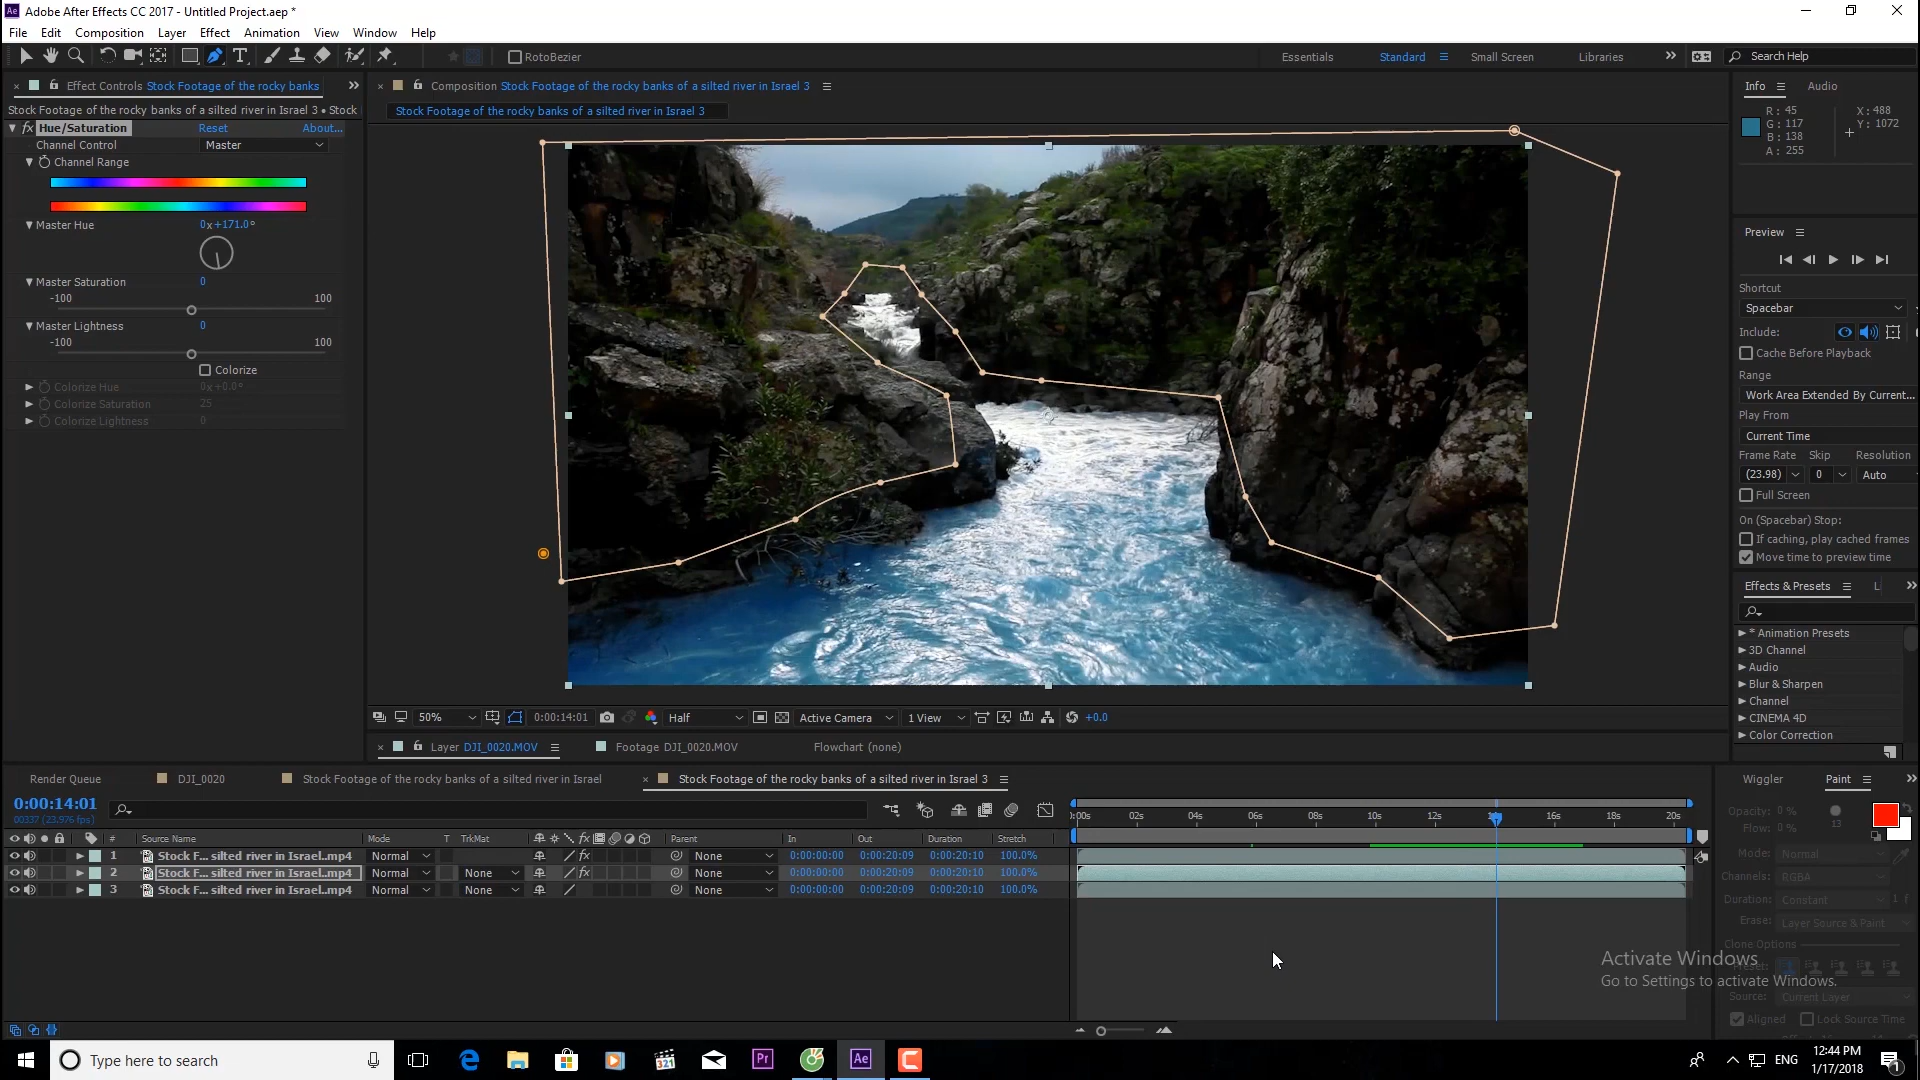 Adobe After Effects CC 2017 - Untitled Project.aep *
File Edit Composition Layer Effect Animation View Window Help
RotoBezier Essentials Standard Small Screen Libraries Search Help
Effect Controls Stock Footage of the rocky banks
Stock Footage of the rocky banks of a silted river in Israel 3 • Stock
fx Hue/Saturation Reset About...
Channel Control Master
Channel Range
Master Hue 0x+171.0°
Master Saturation 0
-100 100
Master Lightness 0
-100 100
Colorize
Colorize Hue 0x+0.0°
Colorize Saturation 25
Colorize Lightness 0
Composition Stock Footage of the rocky banks of a silted river in Israel 3
Stock Footage of the rocky banks of a silted river in Israel 3
50% 0:00:14:01 Half Active Camera 1 View +0.0
Layer DJI_0020.MOV Footage DJI_0020.MOV Flowchart (none)
Info Audio
R: 45 X: 488
G: 117 Y: 1072
B: 138
A: 255
Preview
Shortcut
Spacebar
Include:
Cache Before Playback
Range
Work Area Extended By Current...
Play From
Current Time
Frame Rate Skip Resolution
(23.98) 0 Auto
Full Screen
On (Spacebar) Stop:
If caching, play cached frames
Move time to preview time
Effects & Presets
* Animation Presets
3D Channel
Audio
Blur & Sharpen
Channel
CINEMA 4D
Color Correction
Render Queue DJI_0020 Stock Footage of the rocky banks of a silted river in Israel Stock Footage of the rocky banks of a silted river in Israel 3
0:00:14:01
00337 (23.976 fps)
# Source Name Mode T TrkMat fx Parent In Out Duration Stretch
1 Stock F... silted river in Israel..mp4 Normal fx None 0:00:00:00 0:00:20:09 0:00:20:10 100.0%
2 Stock F... silted river in Israel..mp4 Normal None fx None 0:00:00:00 0:00:20:09 0:00:20:10 100.0%
3 Stock F... silted river in Israel..mp4 Normal None None 0:00:00:00 0:00:20:09 0:00:20:10 100.0%
02s 04s 06s 08s 10s 12s 16s 20s
Wiggler Paint
Opacity: 0 %
Flow: 0 % 13
Mode: Normal
Channels: RGBA
Duration: Constant 1 f
Erase: Layer Source & Paint
Clone Options
Preset:
Source: Current Layer
Aligned Lock Source Time
Activate Windows
Go to Settings to activate Windows.
Type here to search
321
Pr Ae
ENG 12:44 PM
1/17/2018
1